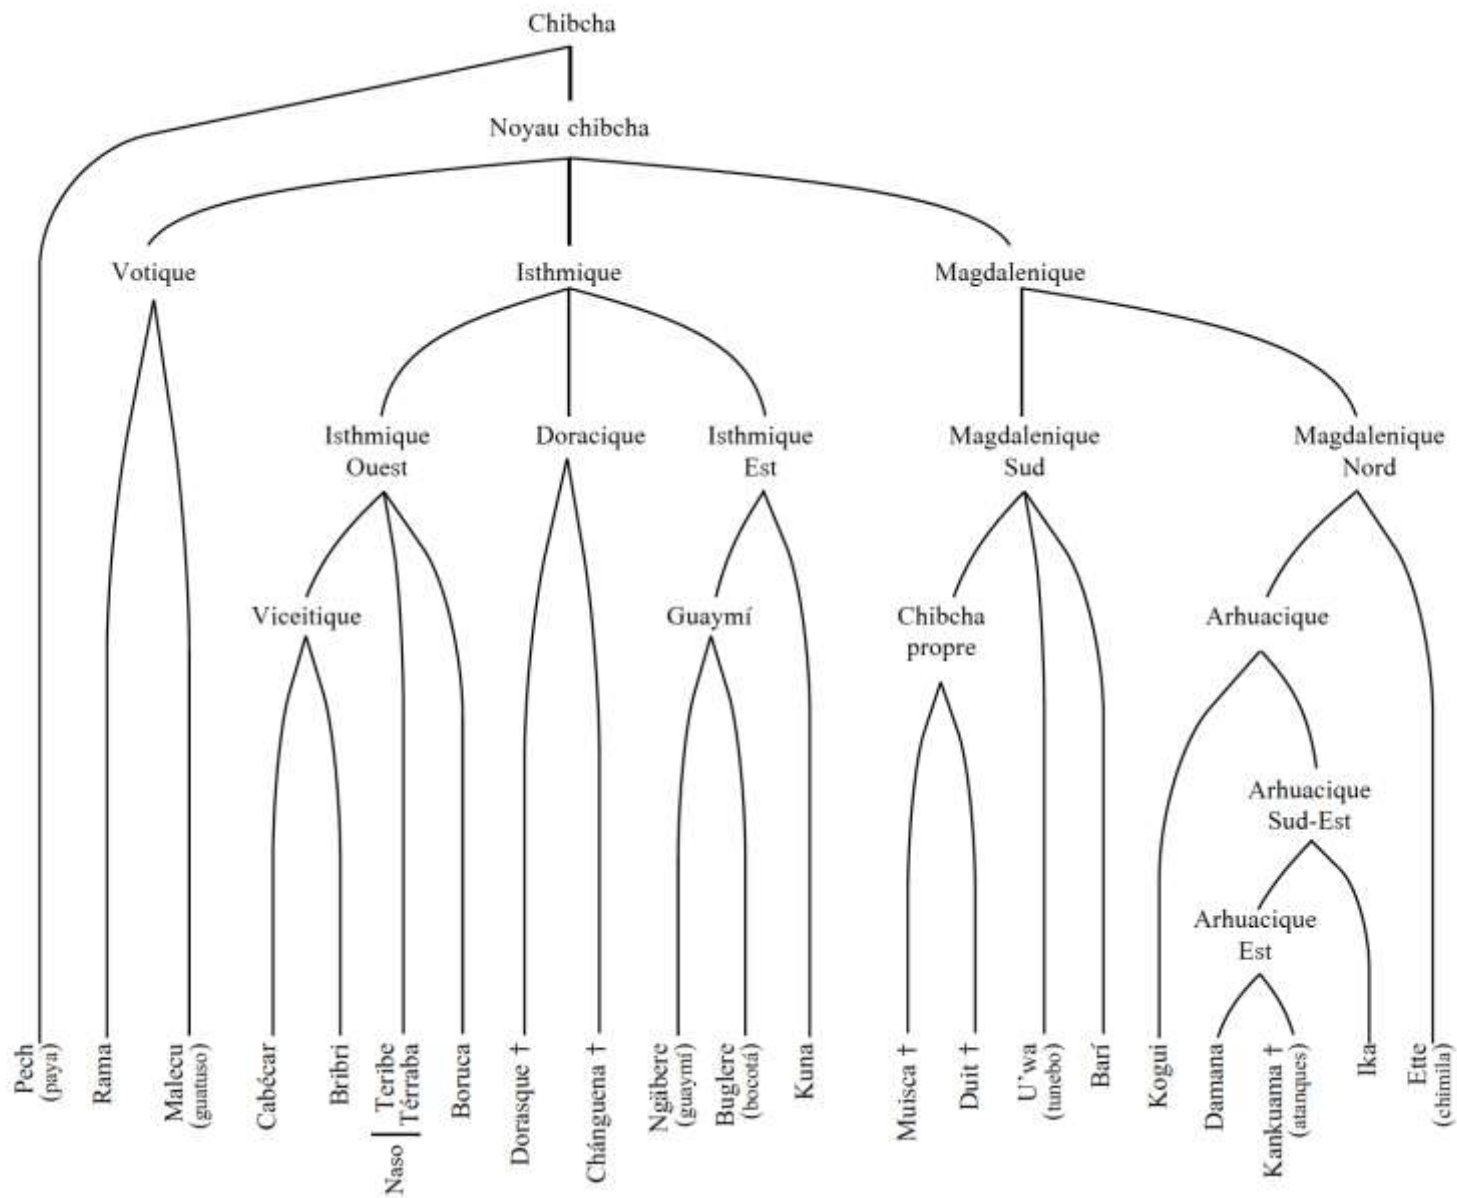 Chibcha
Noyau chibcha
Votique
Isthmique
Magdalenique
Isthmique
Ouest
Doracique
Isthmique
Est
Magdalenique
Sud
Magdalenique
Nord
Viceitique
Guaymí
Chibcha
propre
Arhuacique
Arhuacique
Sud-Est
Arhuacique
Est
Pech
(paya)
Rama
Malecu
(guatuso)
Cabécar
Bribri
Teribe
Térraba
Naso
Boruca
Dorasque †
Chánguena †
Ngäbere
(guaymí)
Buglere
(bocotá)
Kuna
Muisca †
Duit †
U’wa
(tunebo)
Barí
Kogui
Damana
Kankuama †
(atanques)
Ika
Ette
(chimila)